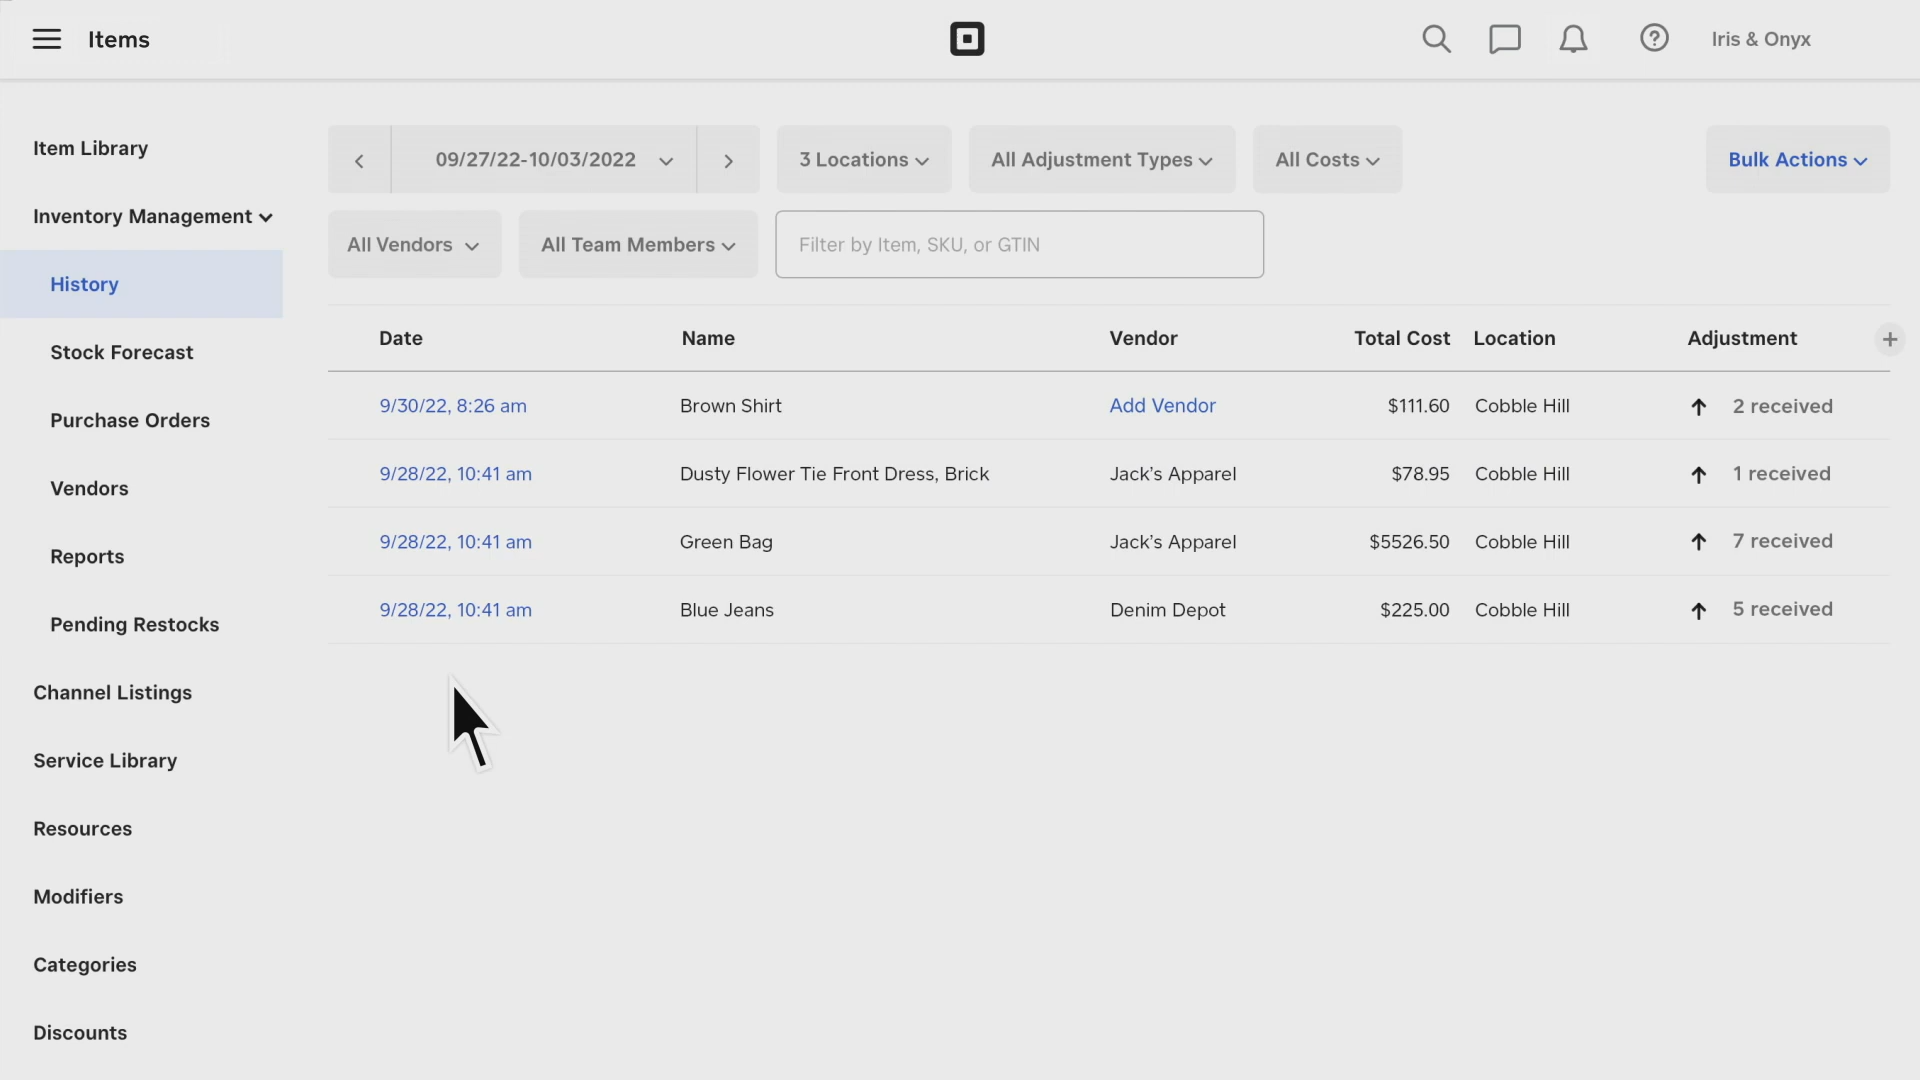 Items
Iris & Onyx
Item Library
Inventory Management
History
Stock Forecast
Purchase Orders
Vendors
Reports
Pending Restocks
Channel Listings
Service Library
Resources
Modifiers
Categories
Discounts
09/27/22-10/03/2022
3 Locations
All Adjustment Types
All Costs
Bulk Actions
All Vendors
All Team Members
Filter by Item, SKU, or GTIN
Date Name Vendor Total Cost Location Adjustment +
9/30/22, 8:26 am Brown Shirt Add Vendor $111.60 Cobble Hill 2 received
9/28/22, 10:41 am Dusty Flower Tie Front Dress, Brick Jack’s Apparel $78.95 Cobble Hill 1 received
9/28/22, 10:41 am Green Bag Jack’s Apparel $5526.50 Cobble Hill 7 received
9/28/22, 10:41 am Blue Jeans Denim Depot $225.00 Cobble Hill 5 received